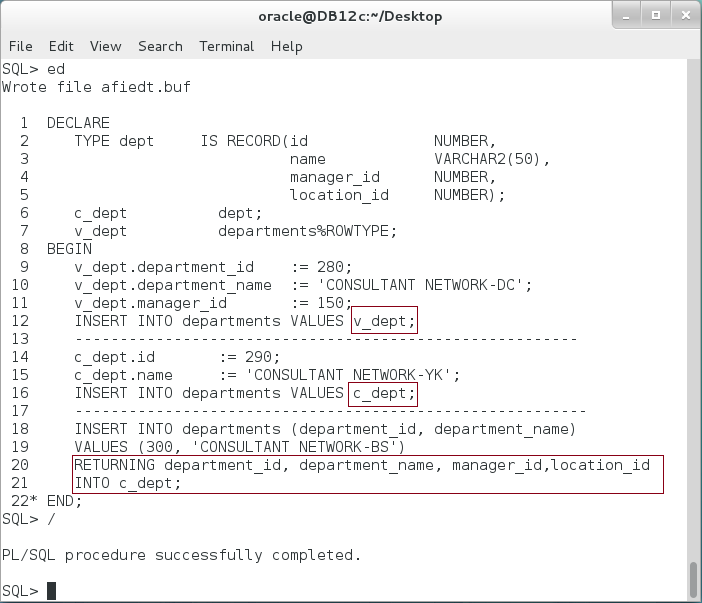 oracle@DB12c:~/Desktop
File Edit View Search Terminal Help
SQL> ed
Wrote file afiedt.buf
1 DECLARE
2 TYPE dept IS RECORD(id NUMBER,
3 name VARCHAR2(50),
4 manager_id NUMBER,
5 location_id NUMBER);
6 c_dept dept;
7 v_dept departments%ROWTYPE;
8 BEGIN
9 v_dept.department_id := 280;
10 v_dept.department_name := 'CONSULTANT NETWORK-DC';
11 v_dept.manager_id := 150;
12 INSERT INTO departments VALUES v_dept;
13 --------------------------------------------------------
14 c_dept.id := 290;
15 c_dept.name := 'CONSULTANT NETWORK-YK';
16 INSERT INTO departments VALUES c_dept;
17 ---------------------------------------------------------
18 INSERT INTO departments (department_id, department_name)
19 VALUES (300, 'CONSULTANT NETWORK-BS')
20 RETURNING department_id, department_name, manager_id,location_id
21 INTO c_dept;
22* END;
SQL> /
PL/SQL procedure successfully completed.
SQL>